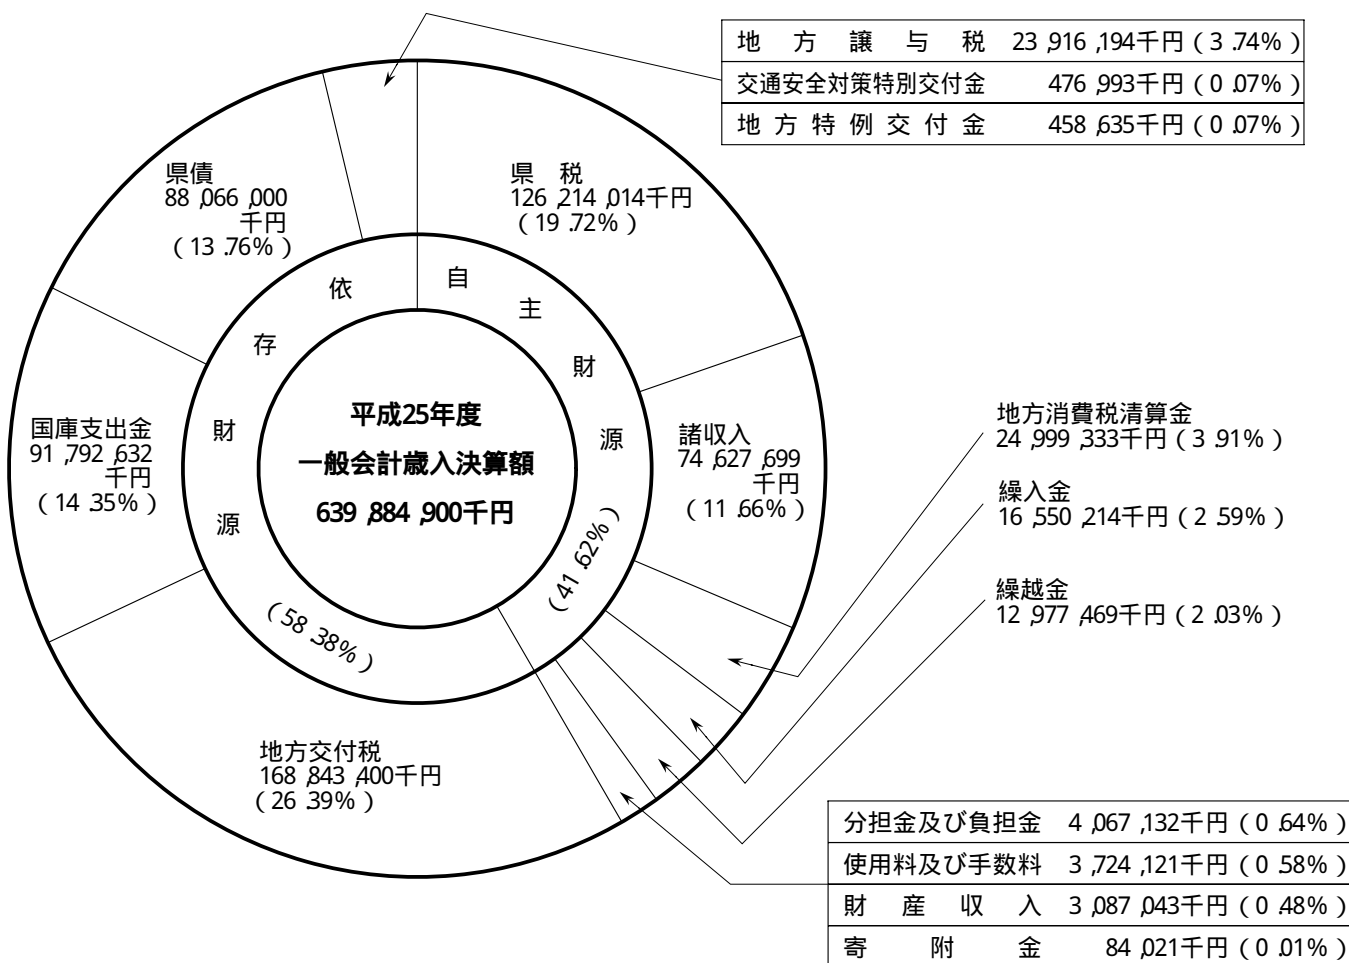 地方譲与税 23,916,194千円(3.74%)
交通安全対策特別交付金 476,993千円(0.07%)
地方特例交付金 458,635千円(0.07%)
県税
126,214,014千円
(19.72%)
県債
88,066,000
千円
(13.76%)
依存財源
(58.38%)
自主財源
(41.62%)
平成25年度
一般会計歳入決算額
639,884,900千円
国庫支出金
91,792,632
千円
(14.35%)
諸収入
74,627,699
千円
(11.66%)
地方消費税清算金
24,999,333千円(3.91%)
繰入金
16,550,214千円(2.59%)
繰越金
12,977,469千円(2.03%)
地方交付税
168,843,400千円
(26.39%)
分担金及び負担金 4,067,132千円(0.64%)
使用料及び手数料 3,724,121千円(0.58%)
財産収入 3,087,043千円(0.48%)
寄附金 84,021千円(0.01%)